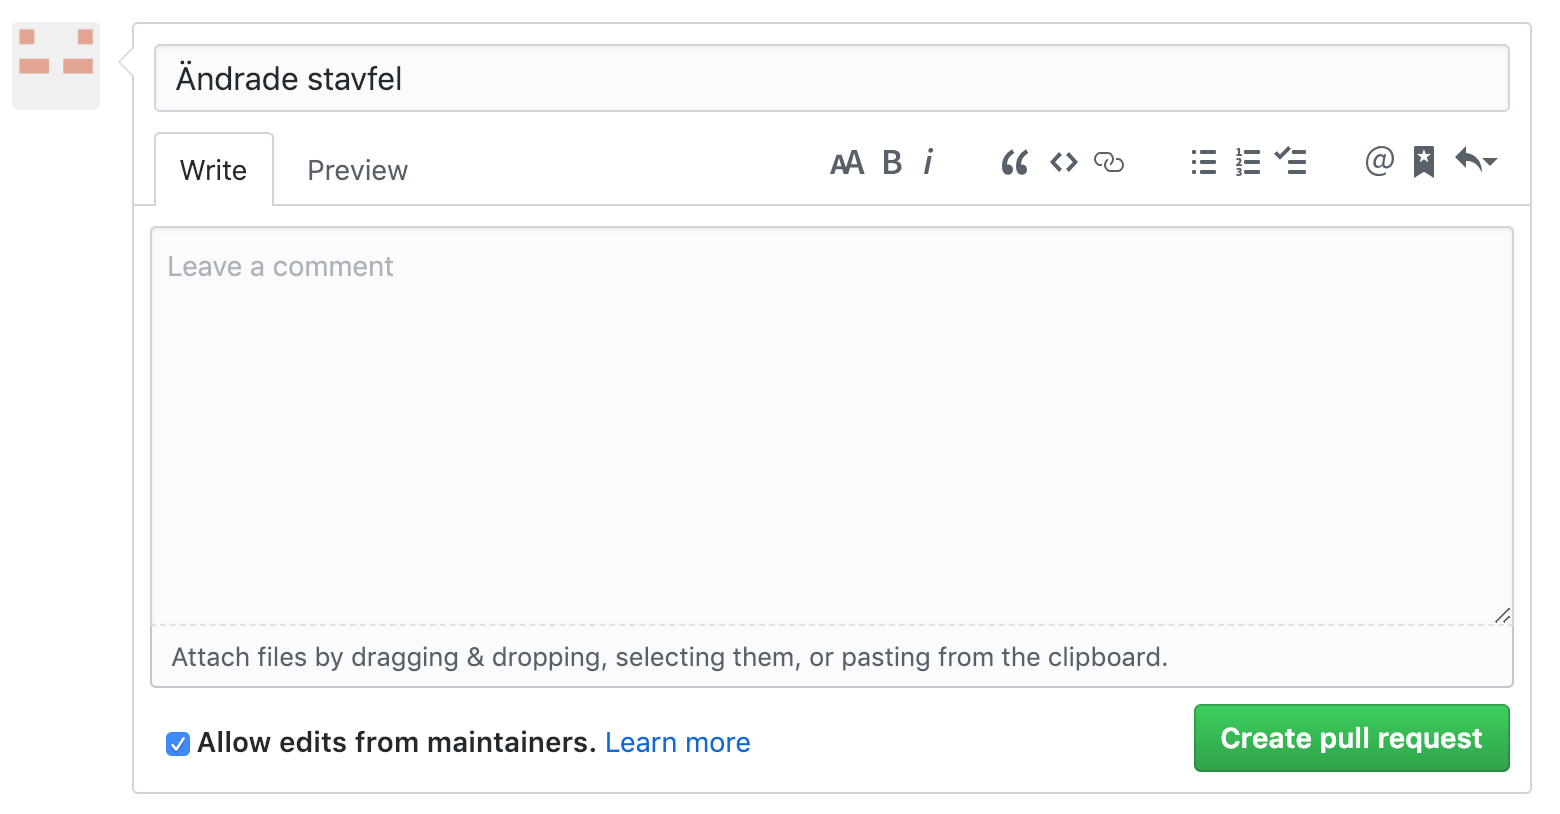 Ändrade stavfel
Write Preview
Leave a comment
Attach files by dragging & dropping, selecting them, or pasting from the clipboard.
Allow edits from maintainers. Learn more
Create pull request